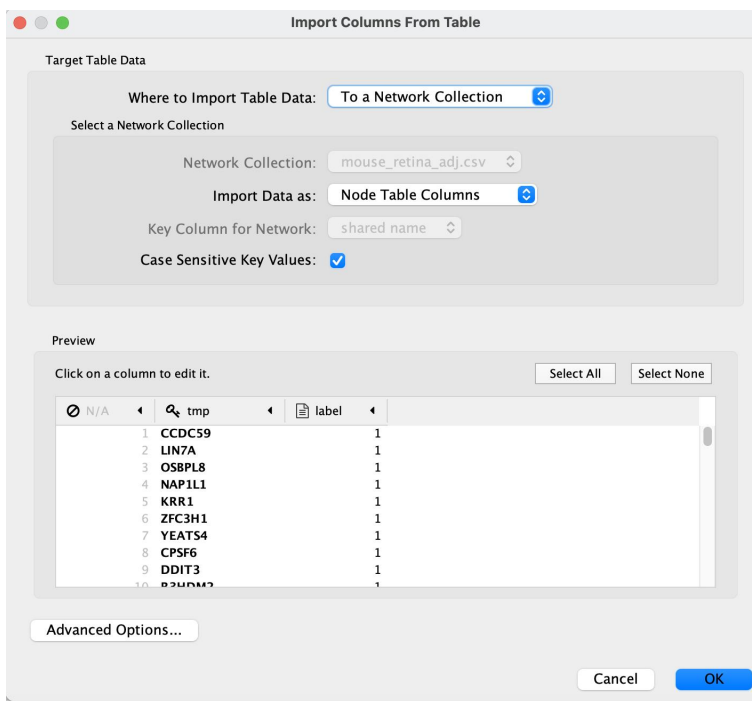 Import Columns From Table
Target Table Data
Where to Import Table Data: To a Network Collection
Select a Network Collection
Network Collection: mouse_retina_adj.csv
Import Data as: Node Table Columns
Key Column for Network: shared name
Case Sensitive Key Values:
Preview
Click on a column to edit it. Select All Select None
N/A tmp label
1 CCDC59 1
2 LIN7A 1
3 OSBPL8 1
4 NAP1L1 1
5 KRR1 1
6 ZFC3H1 1
7 YEATS4 1
8 CPSF6 1
9 DDIT3 1
10 R3HDM2 1
Advanced Options...
Cancel OK